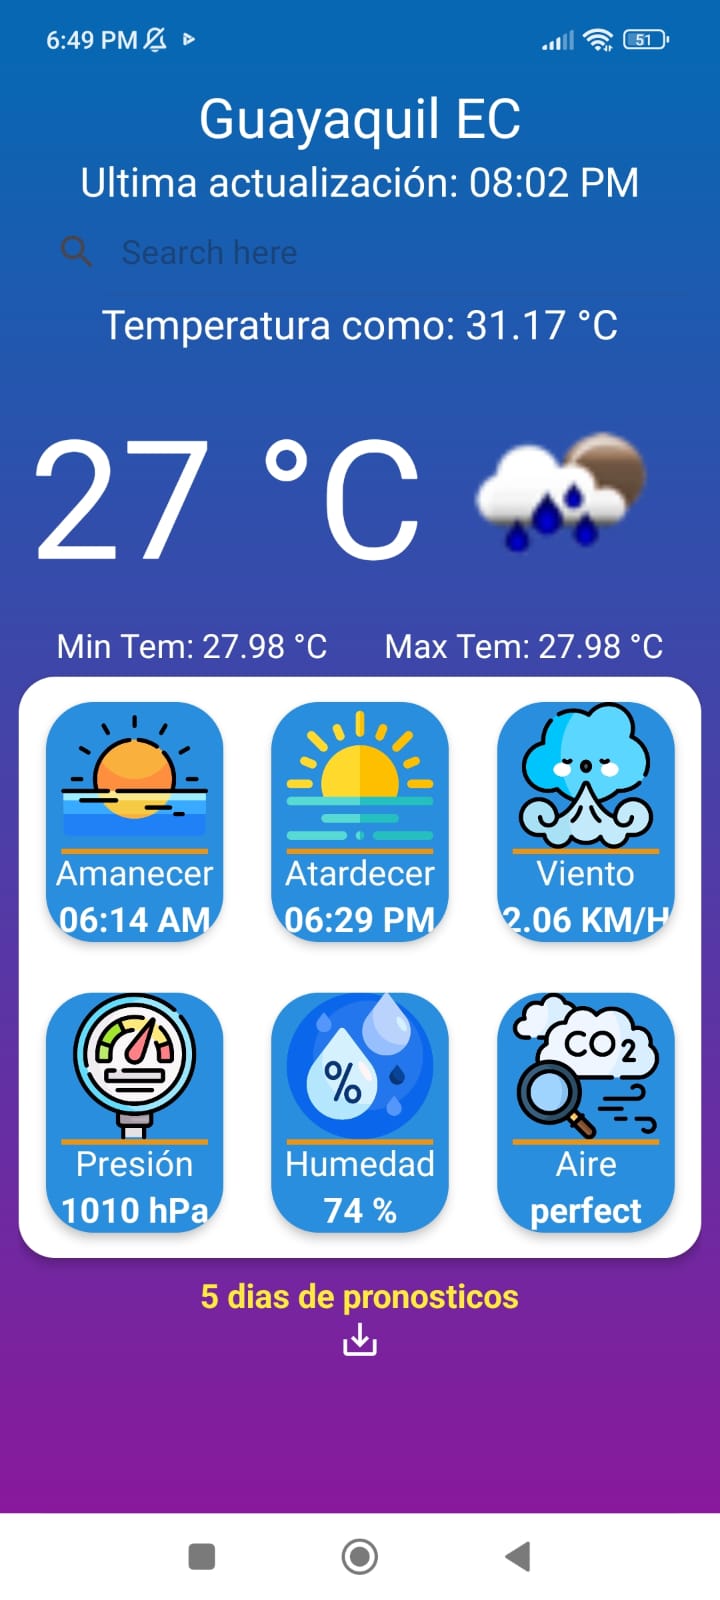 6:49 PM
51
Guayaquil EC
Ultima actualización: 08:02 PM
Search here
Temperatura como: 31.17 °C
27 °C
Min Tem: 27.98 °C Max Tem: 27.98 °C
Amanecer Atardecer Viento
06:14 AM 06:29 PM 2.06 KM/H
%
CO2
Presión Humedad Aire
1010 hPa 74 % perfect
5 dias de pronosticos